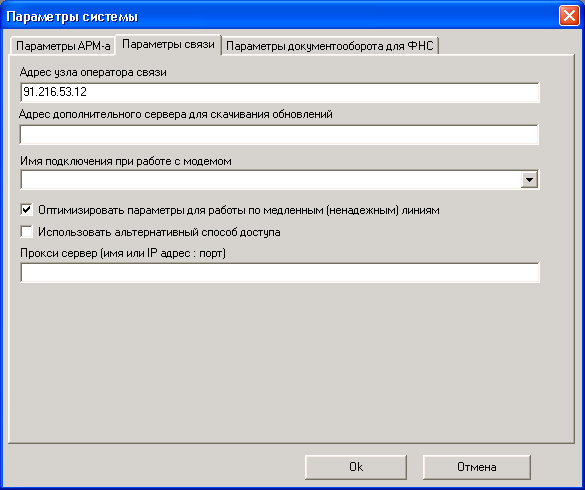 Параметры системы
Параметры АРМ-а Параметры связи Параметры документооборота для ФНС
Адрес узла оператора связи
91.216.53.12
Адрес дополнительного сервера для скачивания обновлений
Имя подключения при работе с модемом
Оптимизировать параметры для работы по медленным (ненадежным) линиям
Использовать альтернативный способ доступа
Прокси сервер (имя или IP адрес : порт)
Ok Отмена